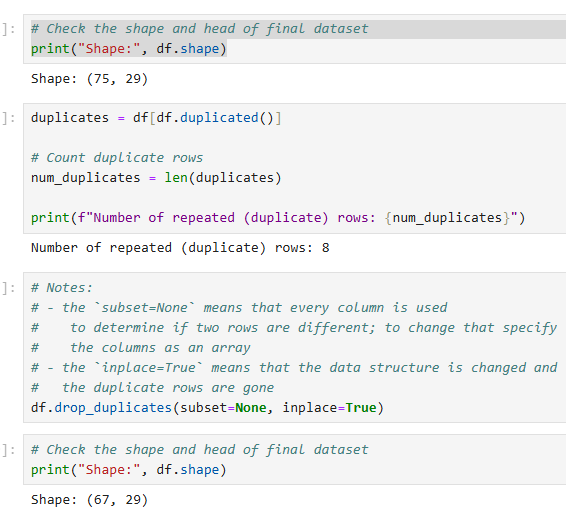 ]: # Check the shape and head of final dataset
print("Shape:", df.shape)
Shape: (75, 29)
]: duplicates = df[df.duplicated()]
# Count duplicate rows
num_duplicates = len(duplicates)
print(f"Number of repeated (duplicate) rows: {num_duplicates}")
Number of repeated (duplicate) rows: 8
]: # Notes:
# - the `subset=None` means that every column is used
#    to determine if two rows are different; to change that specify
#    the columns as an array
# - the `inplace=True` means that the data structure is changed and
#   the duplicate rows are gone
df.drop_duplicates(subset=None, inplace=True)
]: # Check the shape and head of final dataset
print("Shape:", df.shape)
Shape: (67, 29)